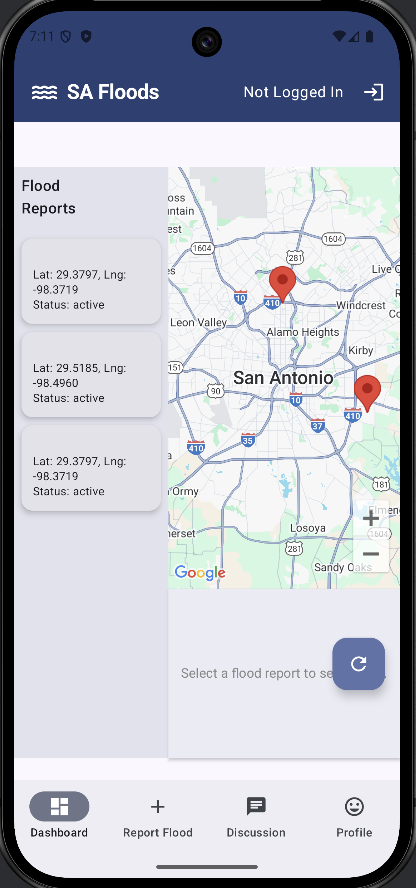 7:11
SA Floods
Not Logged In
Flood
Reports
Lat: 29.3797, Lng:
-98.3719
Status: active
Lat: 29.5185, Lng:
-98.4960
Status: active
Lat: 29.3797, Lng:
-98.3719
Status: active
1604
1604
281
Live
10
410
Windcrest
Leon Valley
Alamo Heights
Kirby
151
San Antonio
90
10
410
37
35
410
181
Losoya
1604
281
Sandy Oaks
Google
Select a flood report to se
Dashboard
Report Flood
Discussion
Profile